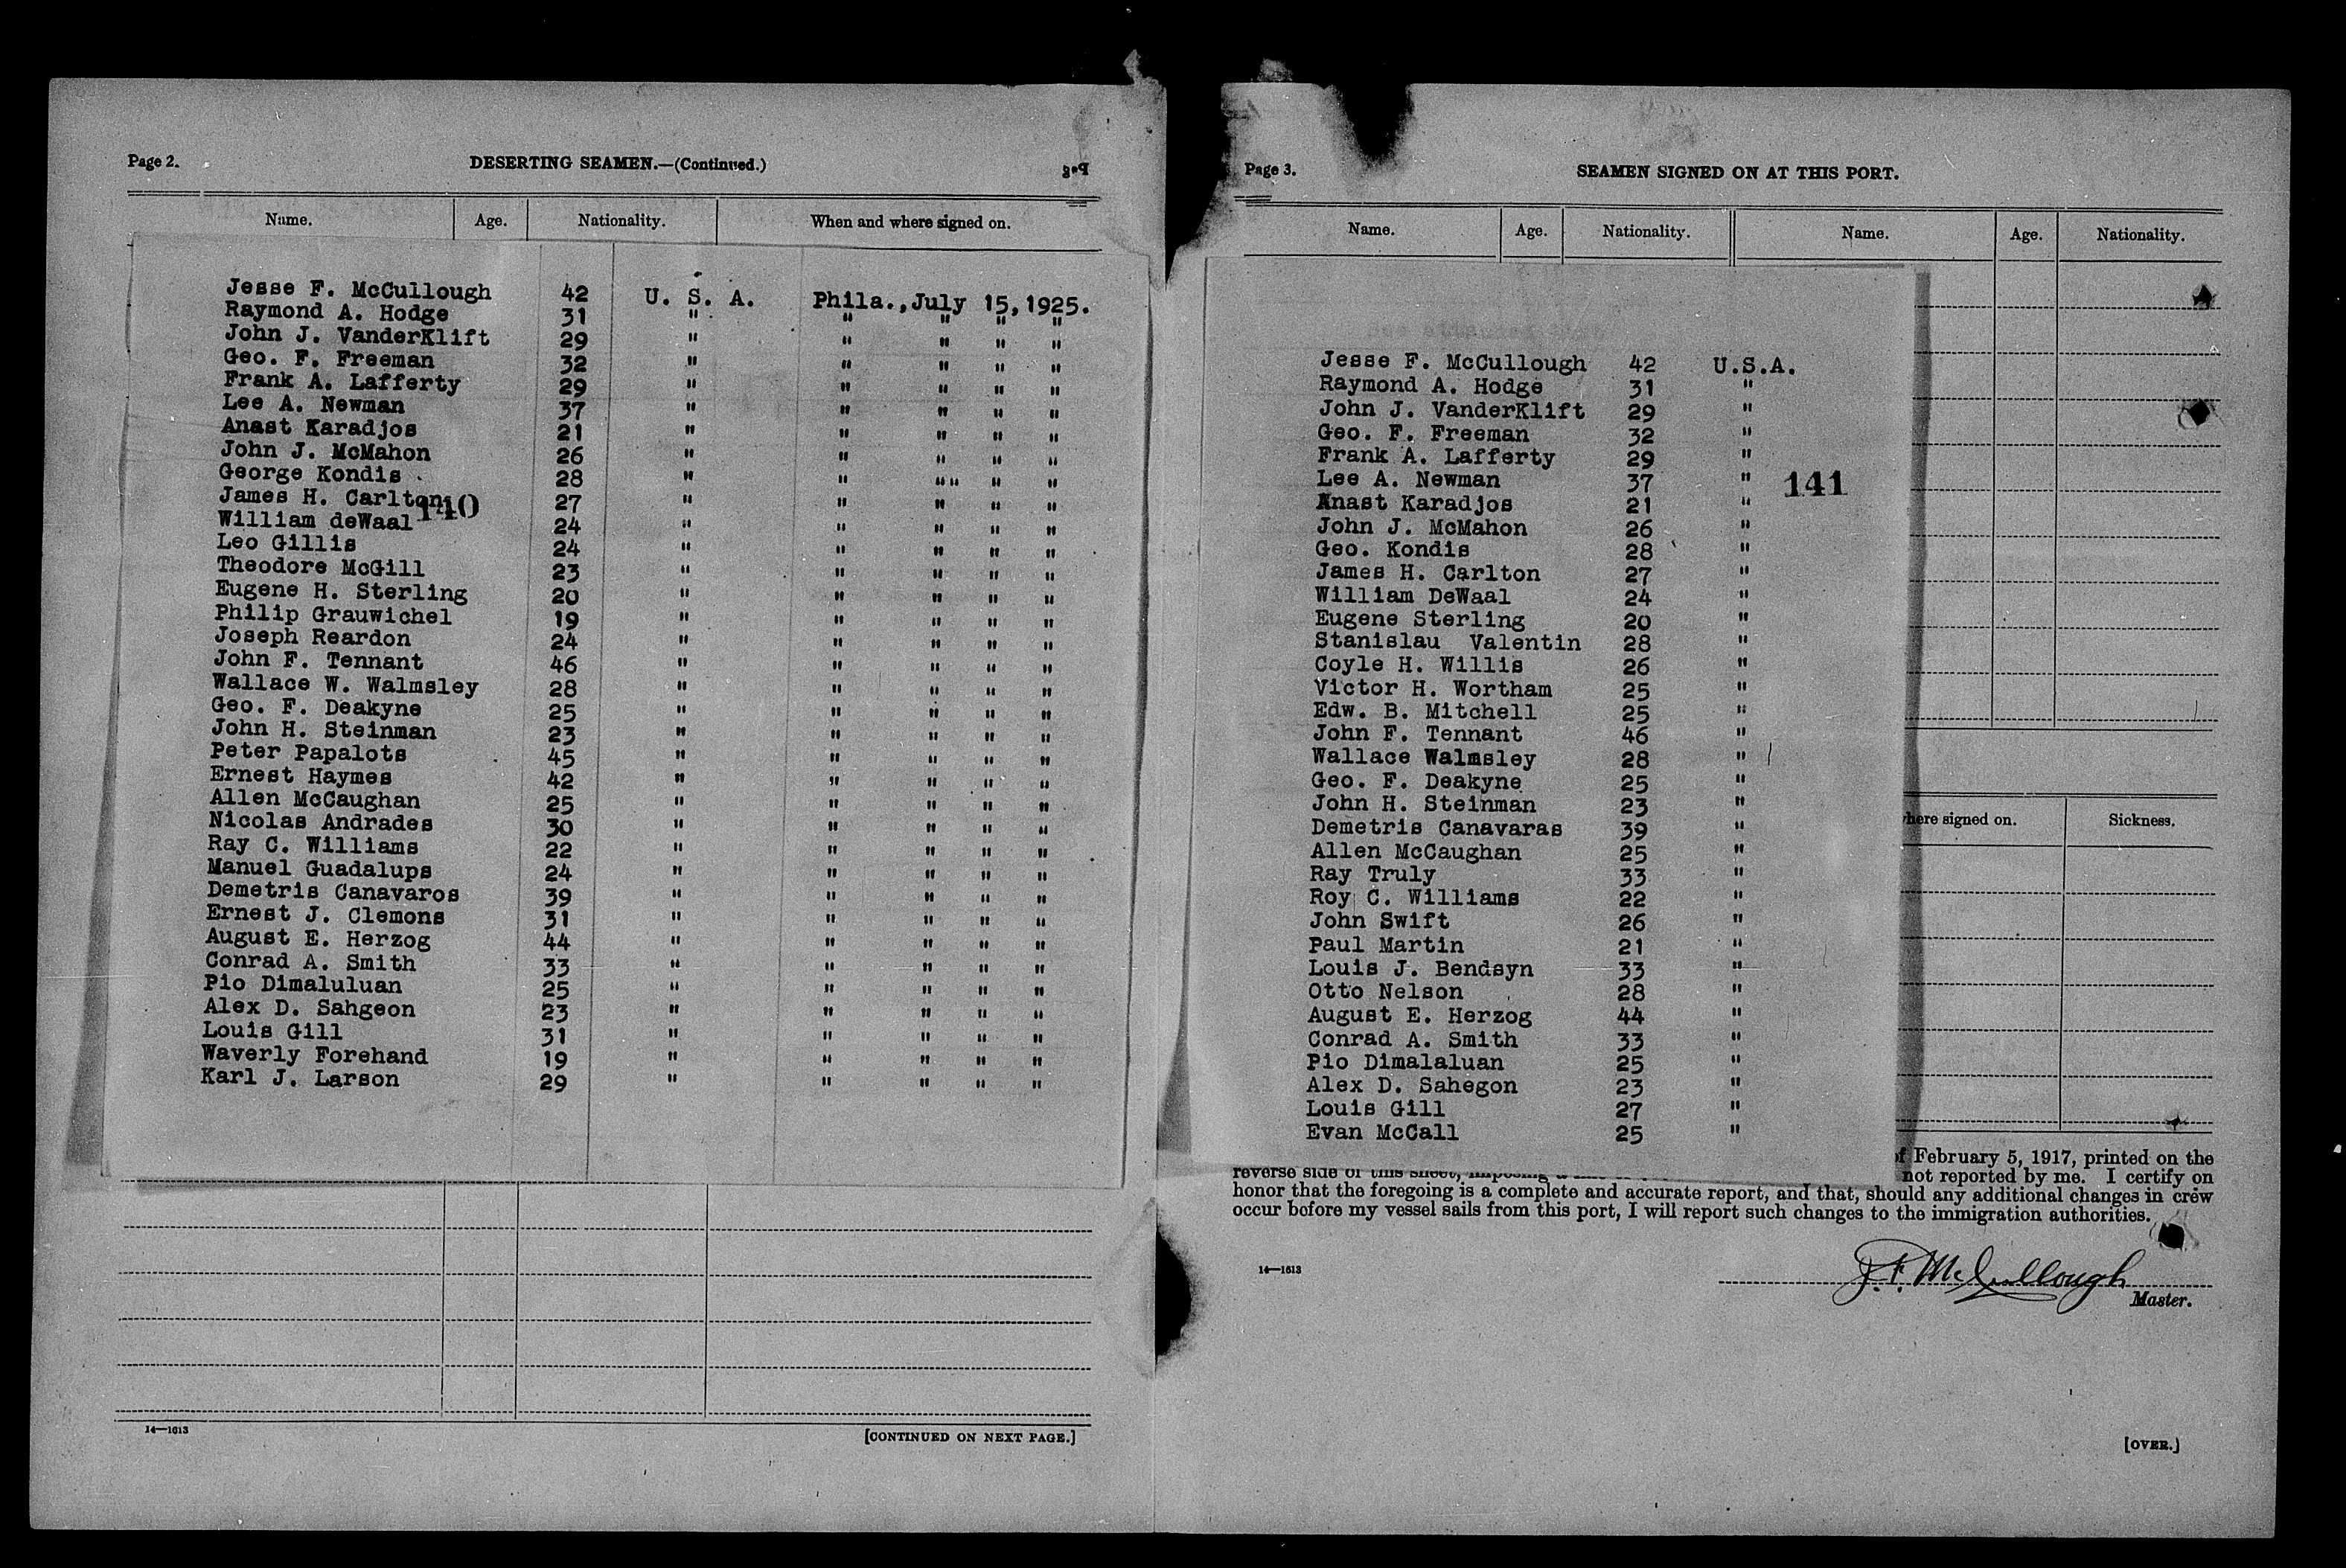 Page 2.
DESERTING SEAMEN.—(Continued.)
Name. Age. Nationality. When and where signed on.
Jesse F. McCullough 42 U. S. A. Phila., July 15, 1925.
Raymond A. Hodge 31 " " " " "
John J. VanderKlift 29 " " " " "
Geo. F. Freeman 32 " " " " "
Frank A. Lafferty 29 " " " " "
Lee A. Newman 37 " " " " "
Anast Karadjos 21 " " " " "
John J. McMahon 26 " " " " "
George Kondis 28 " " "" " "
James H. Carlton 27 " " " " "
140
William deWaal 24 " " " " "
Leo Gillis 24 " " " " "
Theodore McGill 23 " " " " "
Eugene H. Sterling 20 " " " " "
Philip Grauwichel 19 " " " " "
Joseph Reardon 24 " " " " "
John F. Tennant 46 " " " " "
Wallace W. Walmsley 28 " " " " "
Geo. F. Deakyne 25 " " " " "
John H. Steinman 23 " " " " "
Peter Papalots 45 " " " " "
Ernest Haymes 42 " " " " "
Allen McCaughan 25 " " " " "
Nicolas Andrades 30 " " " " "
Ray C. Williams 22 " " " " "
Manuel Guadalups 24 " " " " "
Demetris Canavaros 39 " " " " "
Ernest J. Clemons 31 " " " " "
August E. Herzog 44 " " " " "
Conrad A. Smith 33 " " " " "
Pio Dimaluluan 25 " " " " "
Alex D. Sahgeon 23 " " " " "
Louis Gill 31 " " " " "
Waverly Forehand 19 " " " " "
Karl J. Larson 29 " " " " "
14—1613
[CONTINUED ON NEXT PAGE.]
Page 3.
SEAMEN SIGNED ON AT THIS PORT.
Name. Age. Nationality. Name. Age. Nationality.
Jesse F. McCullough 42 U.S.A.
Raymond A. Hodge 31 "
John J. VanderKlift 29 "
Geo. F. Freeman 32 "
Frank A. Lafferty 29 "
Lee A. Newman 37 " 141
Anast Karadjos 21 "
John J. McMahon 26 "
Geo. Kondis 28 "
James H. Carlton 27 "
William DeWaal 24 "
Eugene Sterling 20 "
Stanislau Valentin 28 "
Coyle H. Willis 26 "
Victor H. Wortham 25 "
Edw. B. Mitchell 25 "
John F. Tennant 46 "
Wallace Walmsley 28 "
Geo. F. Deakyne 25 "
John H. Steinman 23 "
Demetris Canavaras 39 "
Allen McCaughan 25 "
Ray Truly 33 "
Roy C. Williams 22 "
John Swift 26 "
Paul Martin 21 "
Louis J. Bendsyn 33 "
Otto Nelson 28 "
August E. Herzog 44 "
Conrad A. Smith 33 "
Pio Dimalaluan 25 "
Alex D. Sahegon 23 "
Louis Gill 27 "
Evan McCall 25 "
here signed on. Sickness.
February 5, 1917, printed on the
reverse side of this sheet, imposing a not reported by me. I certify on
honor that the foregoing is a complete and accurate report, and that, should any additional changes in crew
occur before my vessel sails from this port, I will report such changes to the immigration authorities.
14—1613
J. F. McCullough
Master.
[OVER.]